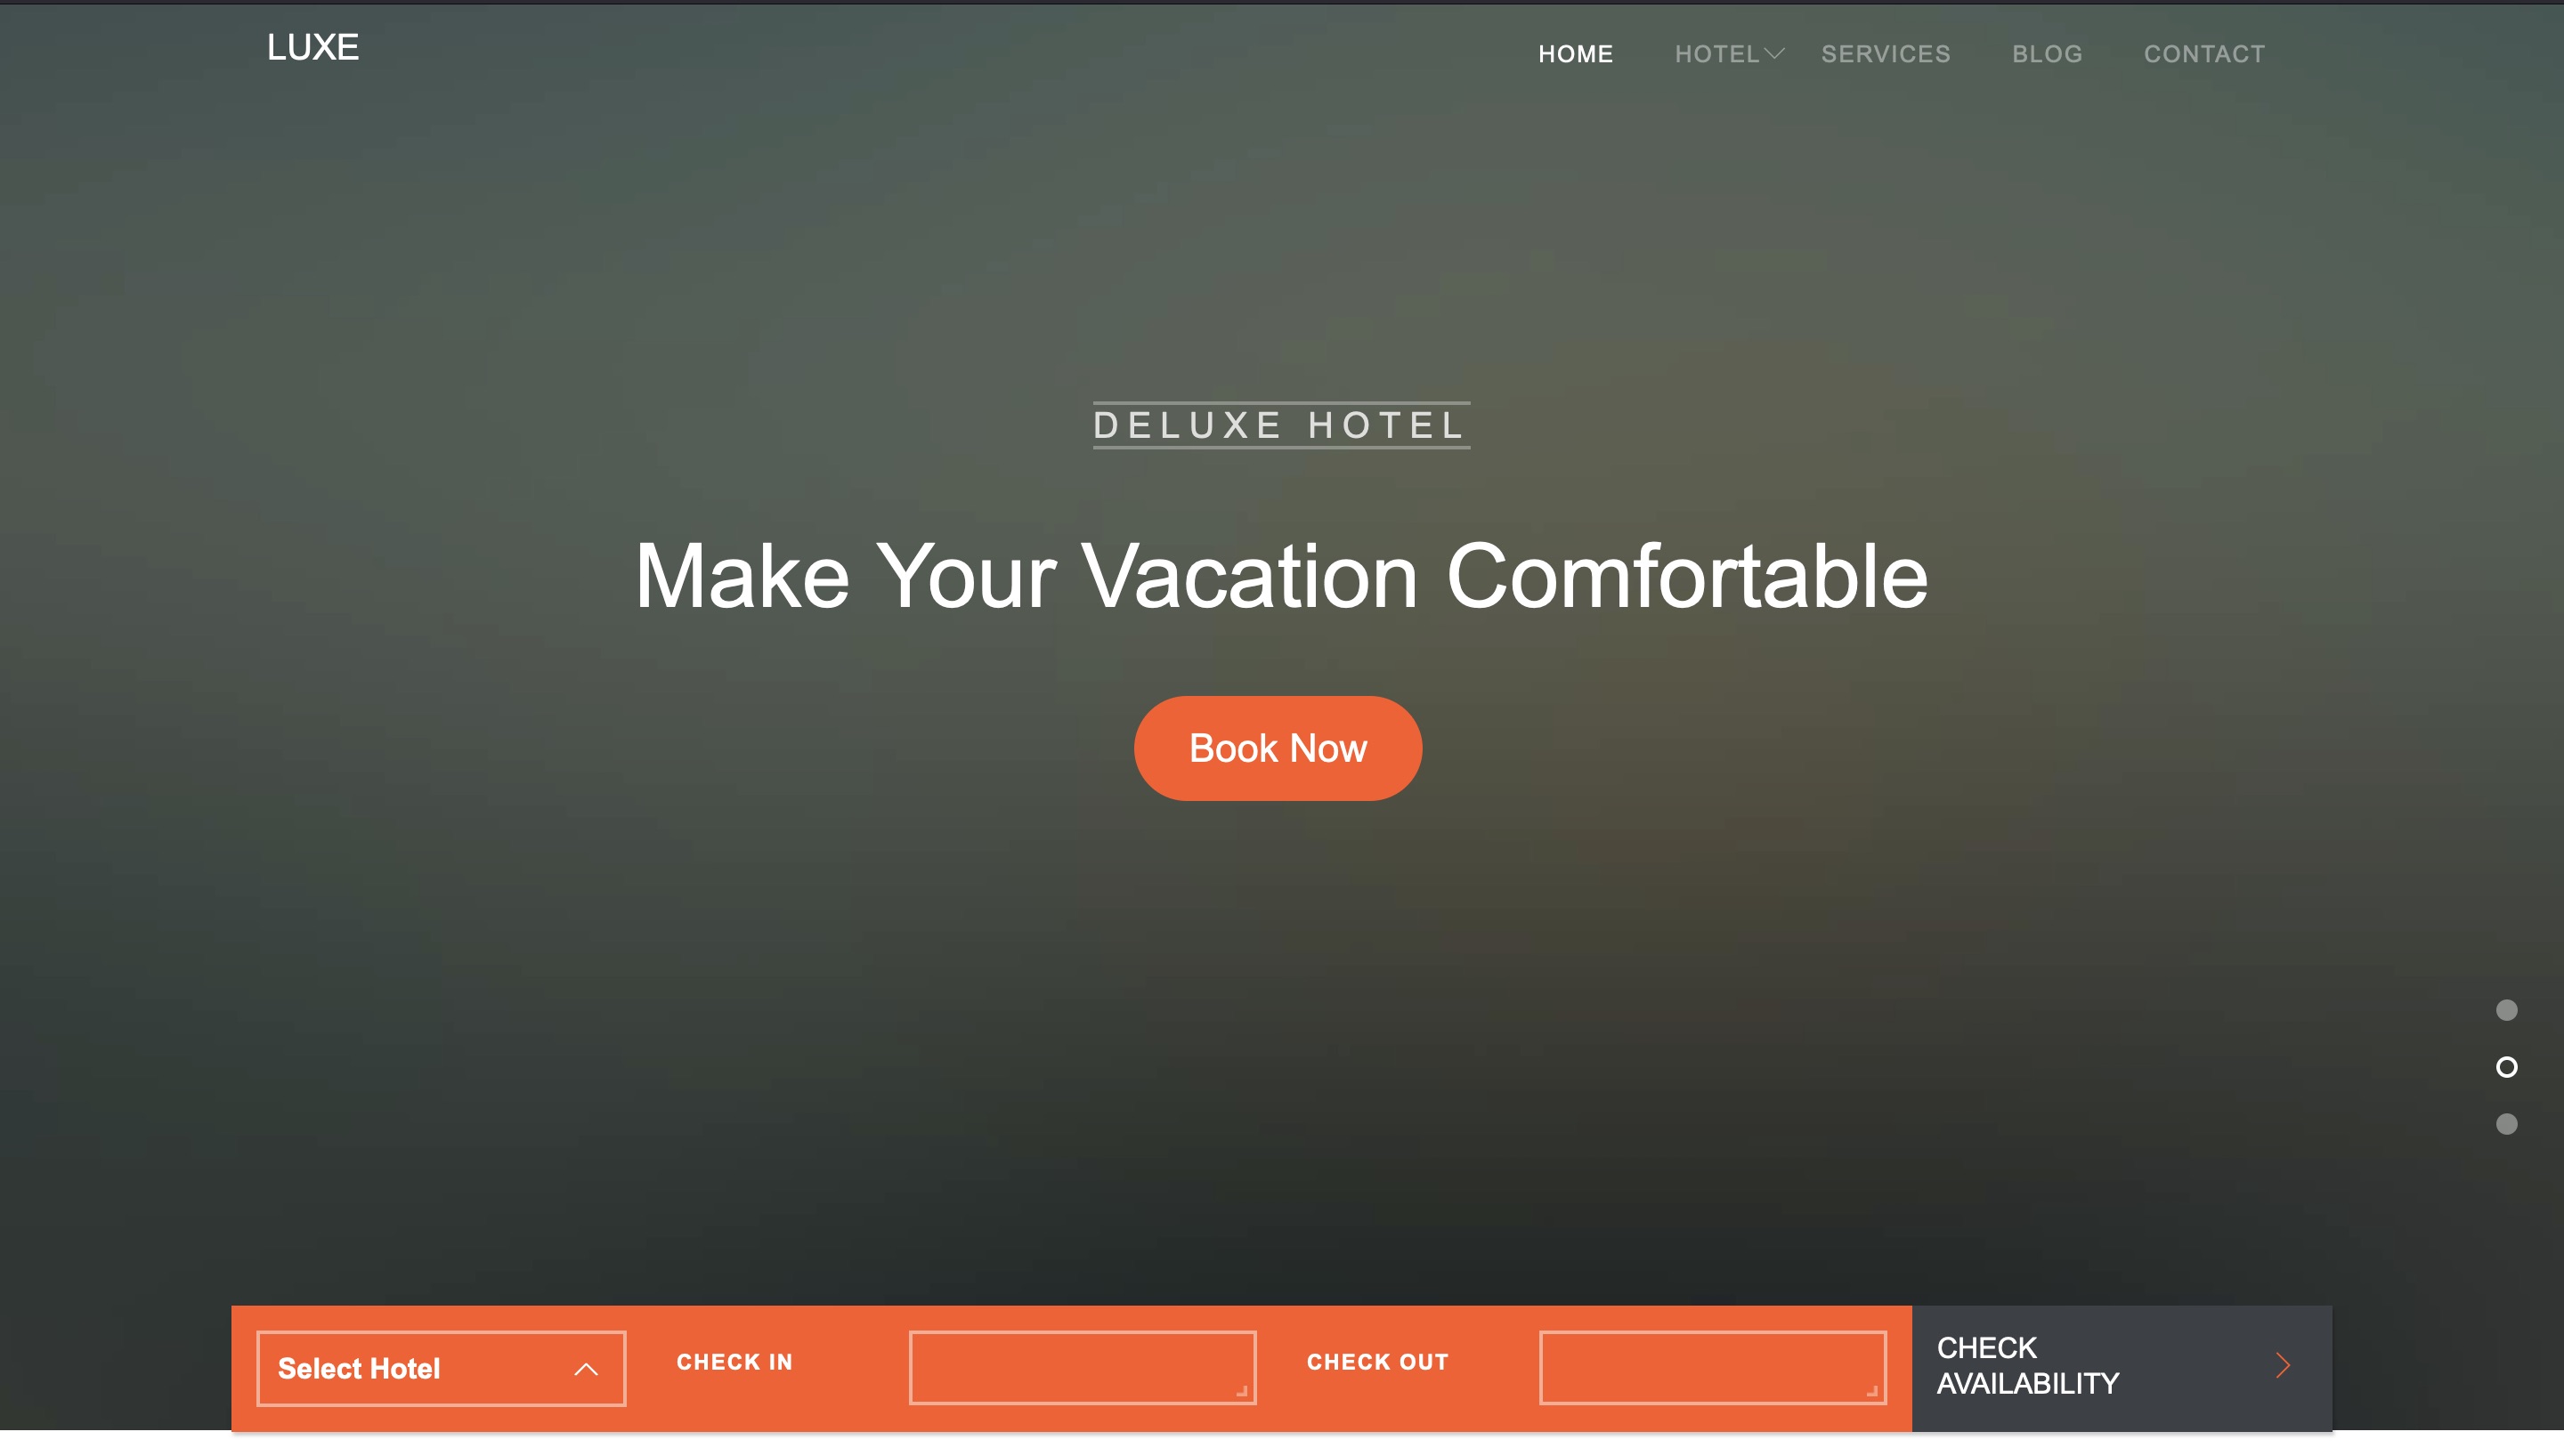 LUXE
HOME HOTEL SERVICES BLOG CONTACT
DELUXE HOTEL
Make Your Vacation Comfortable
Book Now
Select Hotel
CHECK IN
CHECK OUT
CHECK
AVAILABILITY